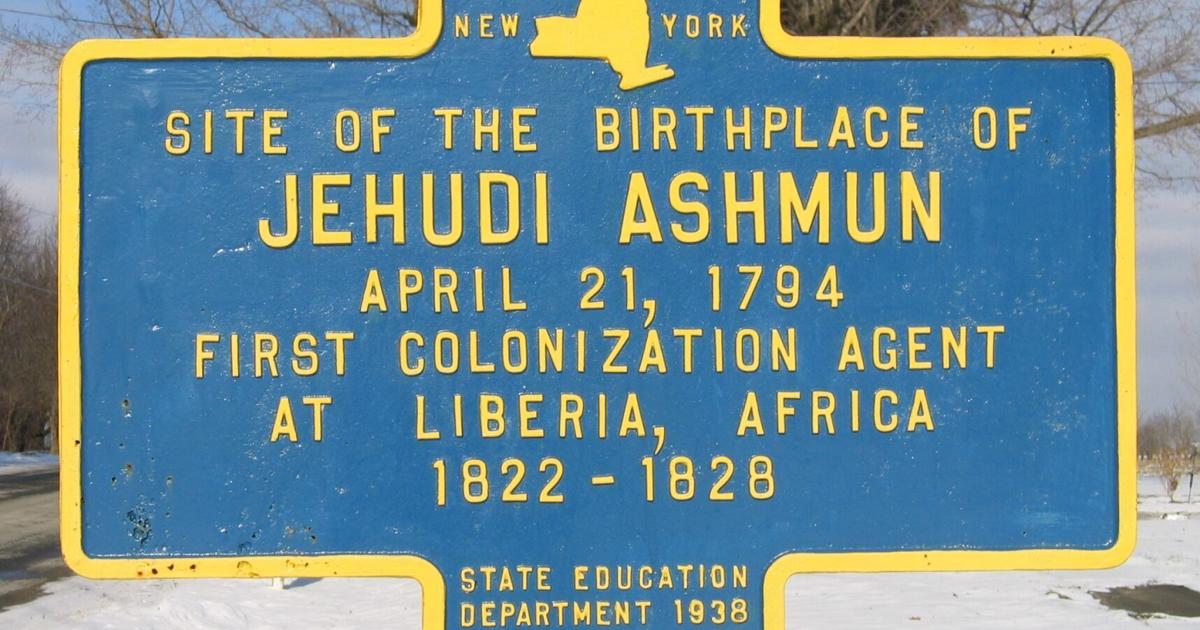 NEW YORK
SITE OF THE BIRTHPLACE OF
JEHUDI ASHMUN
APRIL 21, 1794
FIRST COLONIZATION AGENT
AT LIBERIA, AFRICA
1822 - 1828
STATE EDUCATION
DEPARTMENT 1938